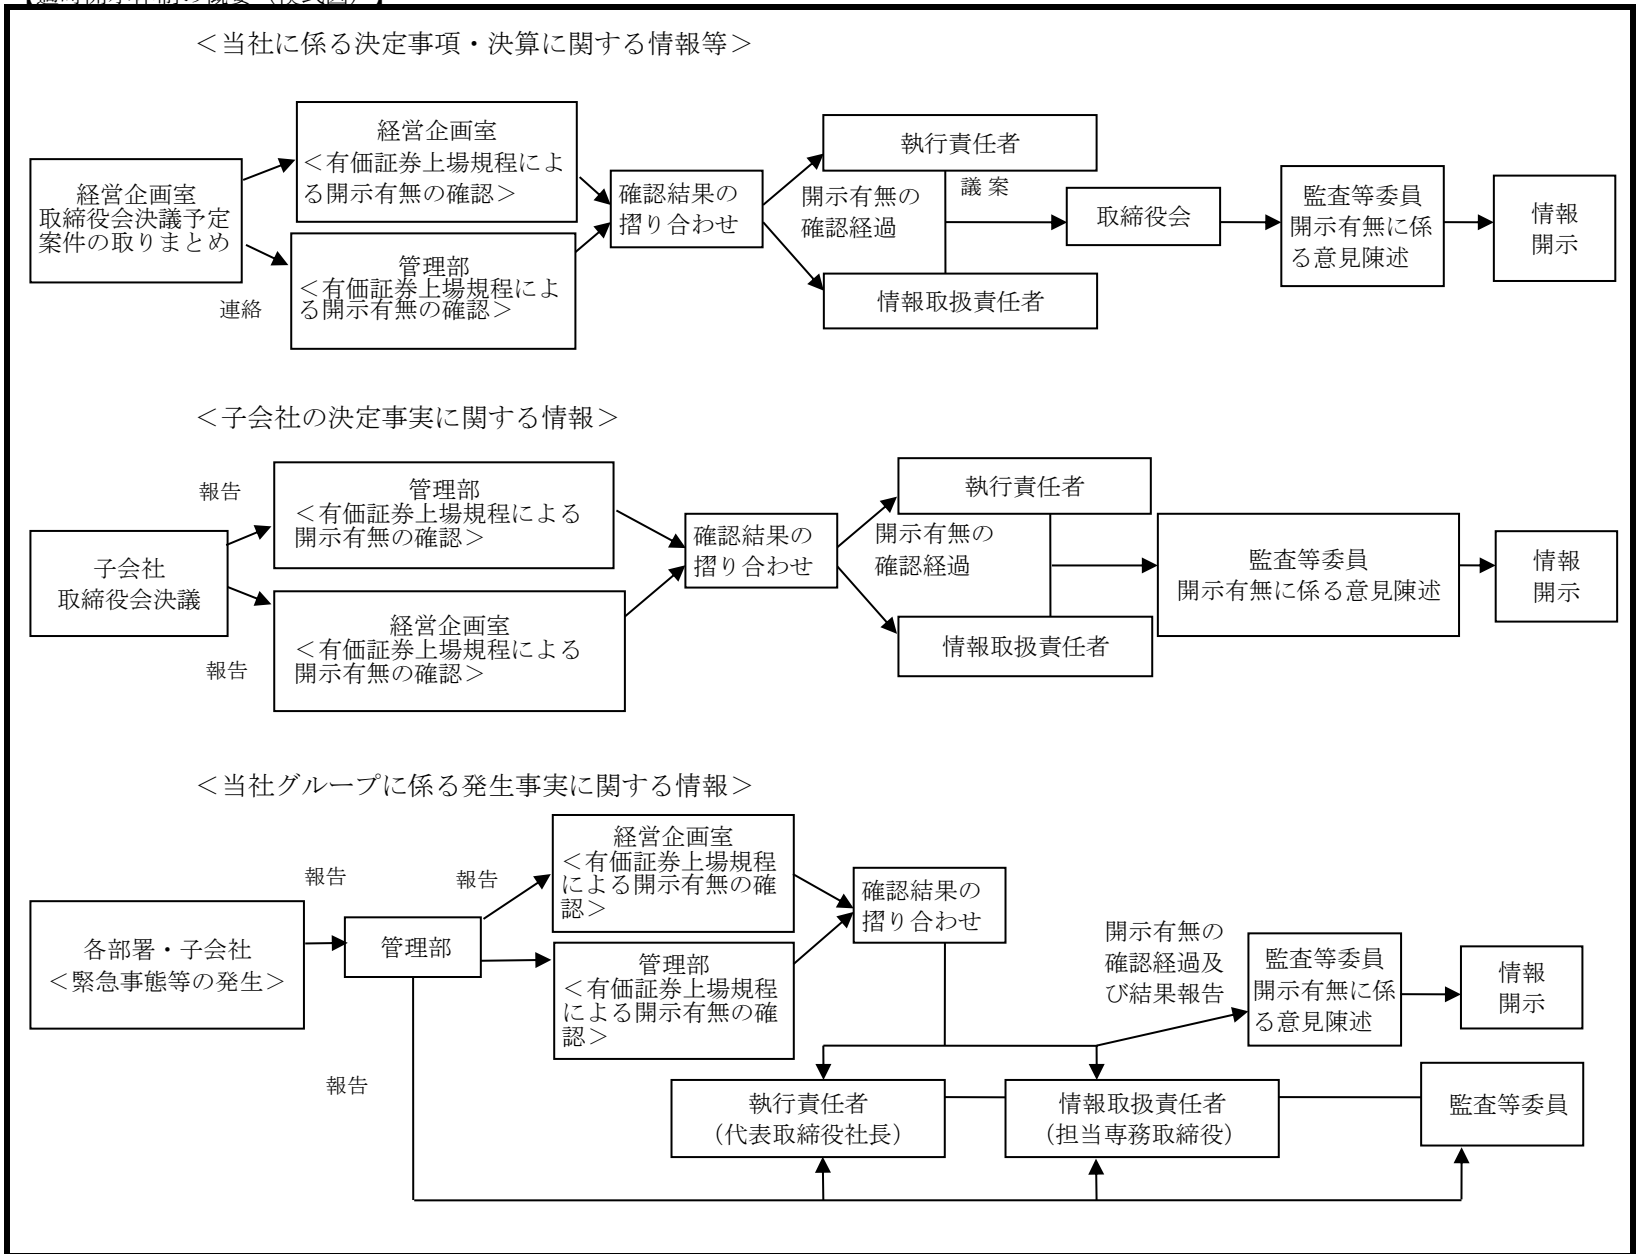 ＜当社に係る決定事項・決算に関する情報等＞
経営企画室
取締役会決議予定
案件の取りまとめ
連絡
経営企画室
＜有価証券上場規程によ
る開示有無の確認＞
管理部
＜有価証券上場規程によ
る開示有無の確認＞
確認結果の
摺り合わせ
執行責任者
開示有無の
確認経過
情報取扱責任者
議 案
取締役会
監査等委員
開示有無に係
る意見陳述
情報
開示
＜子会社の決定事実に関する情報＞
報告
子会社
取締役会決議
報告
管理部
＜有価証券上場規程による
開示有無の確認＞
経営企画室
＜有価証券上場規程による
開示有無の確認＞
確認結果の
摺り合わせ
執行責任者
開示有無の
確認経過
情報取扱責任者
監査等委員
開示有無に係る意見陳述
情報
開示
＜当社グループに係る発生事実に関する情報＞
各部署・子会社
＜緊急事態等の発生＞
報告
管理部
報告
経営企画室
＜有価証券上場規程
による開示有無の確
認＞
管理部
＜有価証券上場規程
による開示有無の確
認＞
確認結果の
摺り合わせ
開示有無の
確認経過及
び結果報告
監査等委員
開示有無に係
る意見陳述
情報
開示
報告
執行責任者
（代表取締役社長）
情報取扱責任者
（担当専務取締役）
監査等委員